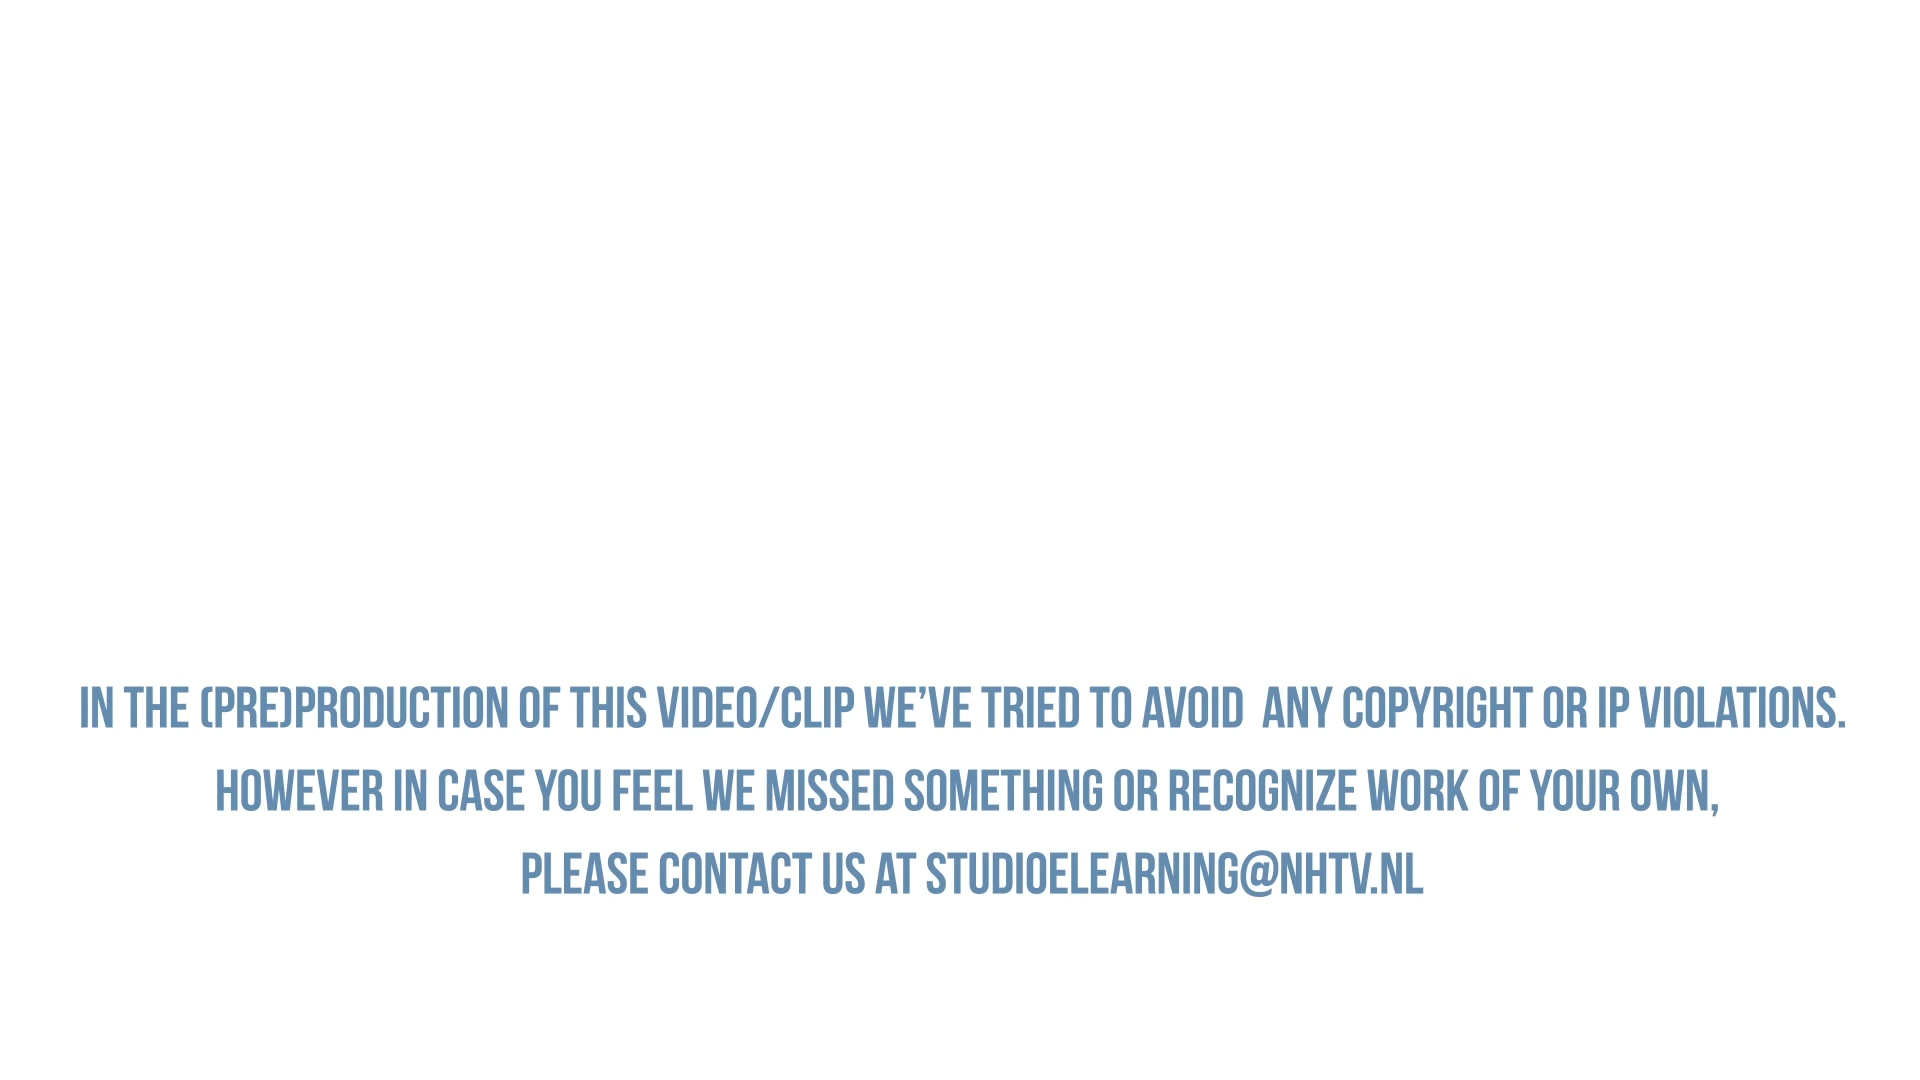 IN THE (PRE)PRODUCTION OF THIS VIDEO/CLIP WE'VE TRIED TO AVOID  ANY COPYRIGHT OR IP VIOLATIONS.
HOWEVER IN CASE YOU FEEL WE MISSED SOMETHING OR RECOGNIZE WORK OF YOUR OWN,
PLEASE CONTACT US AT STUDIOELEARNING@NHTV.NL